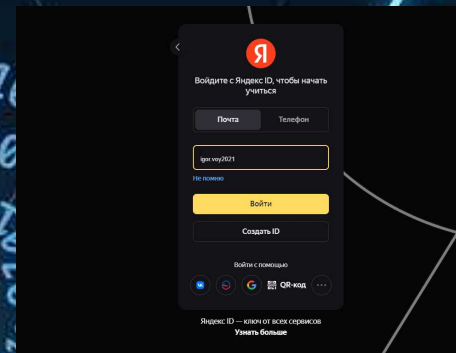 Я
Войдите с Яндекс ID, чтобы начать
учиться
Почта Телефон
igor.voy2021
Не помню
Войти
Создать ID
Войти с помощью
G QR-код ...
Яндекс ID — ключ от всех сервисов
Узнать больше